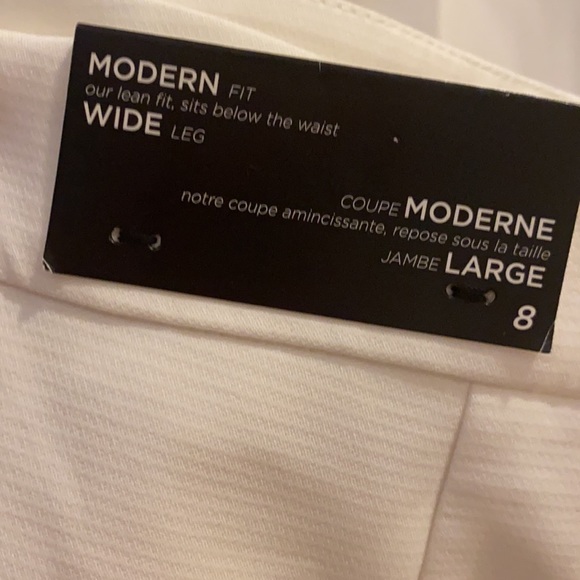 MODERN FIT
our lean fit, sits below the waist
WIDE LEG
COUPE MODERNE
notre coupe amincissante, repose sous la taille
JAMBE LARGE
8